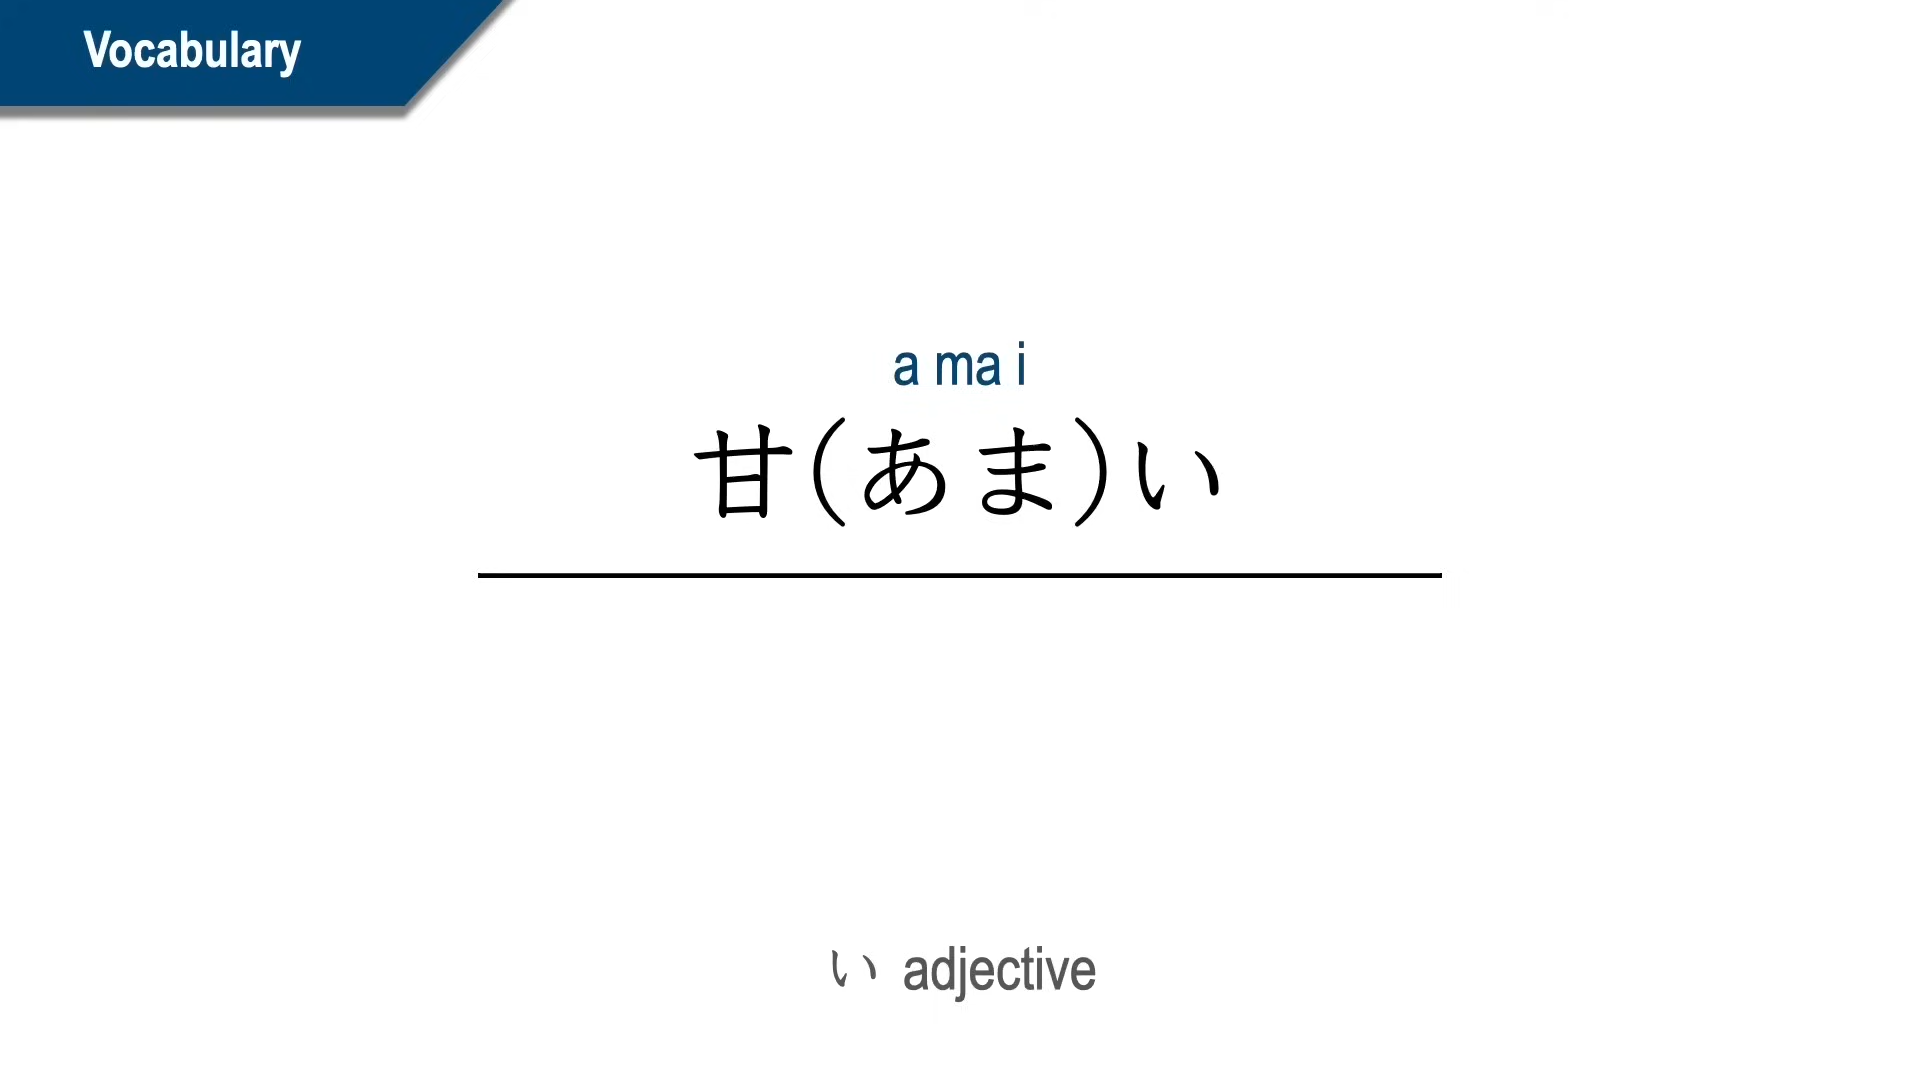 Vocabulary
a ma i
甘(あま)い
い adjective